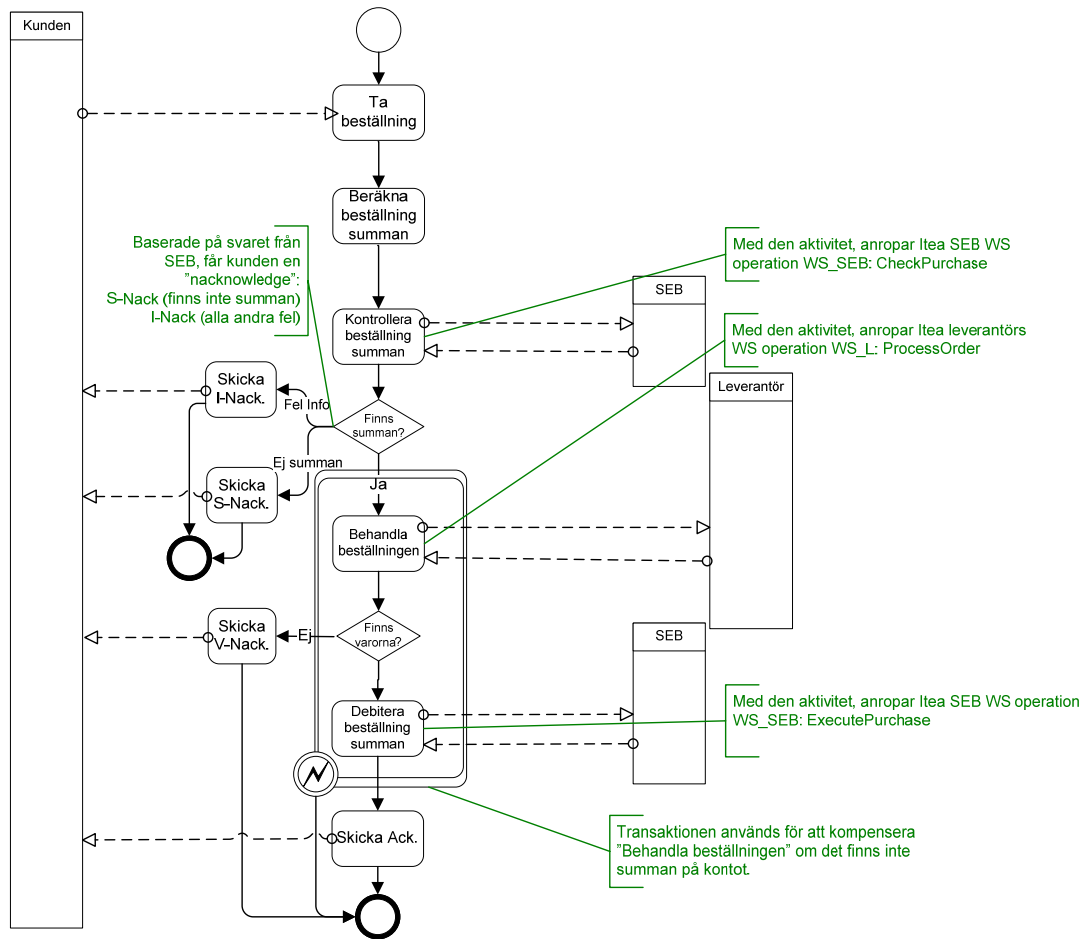 Kunden
Ta
beställning
Beräkna
beställning
summan
Baserade på svaret från
SEB, får kunden en
”nacknowledge”:
S-Nack (finns inte summan)
I-Nack (alla andra fel)
Med den aktivitet, anropar Itea SEB WS
operation WS_SEB: CheckPurchase
SEB
Kontrollera
beställning
summan
Med den aktivitet, anropar Itea leverantörs
WS operation WS_L: ProcessOrder
Leverantör
Skicka
I-Nack.
Fel Info
Finns
summan?
Ej summan
Skicka
S-Nack.
Ja
Behandla
beställningen
Skicka
V-Nack.
Ej
Finns
varorna?
SEB
Debitera
beställning
summan
Med den aktivitet, anropar Itea SEB WS operation
WS_SEB: ExecutePurchase
Skicka Ack.
Transaktionen används för att kompensera
”Behandla beställningen” om det finns inte
summan på kontot.